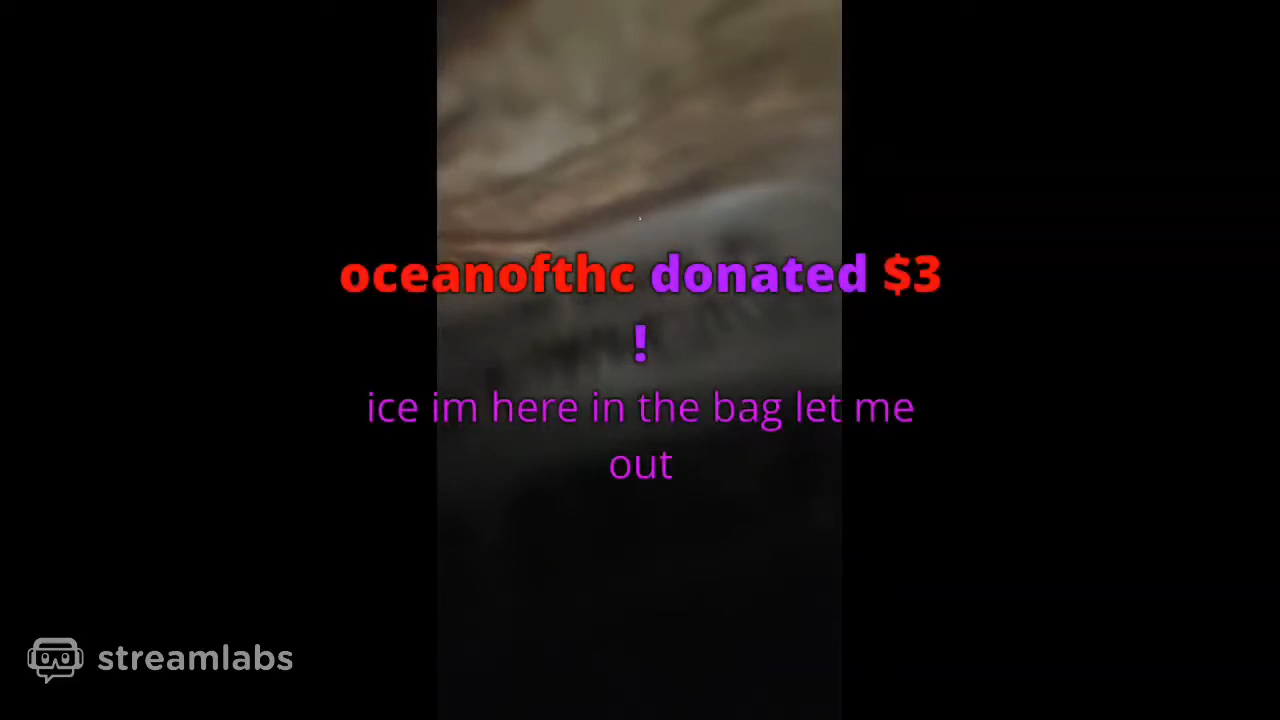 oceanofthc donated $3
!
ice im here in the bag let me
out
streamlabs